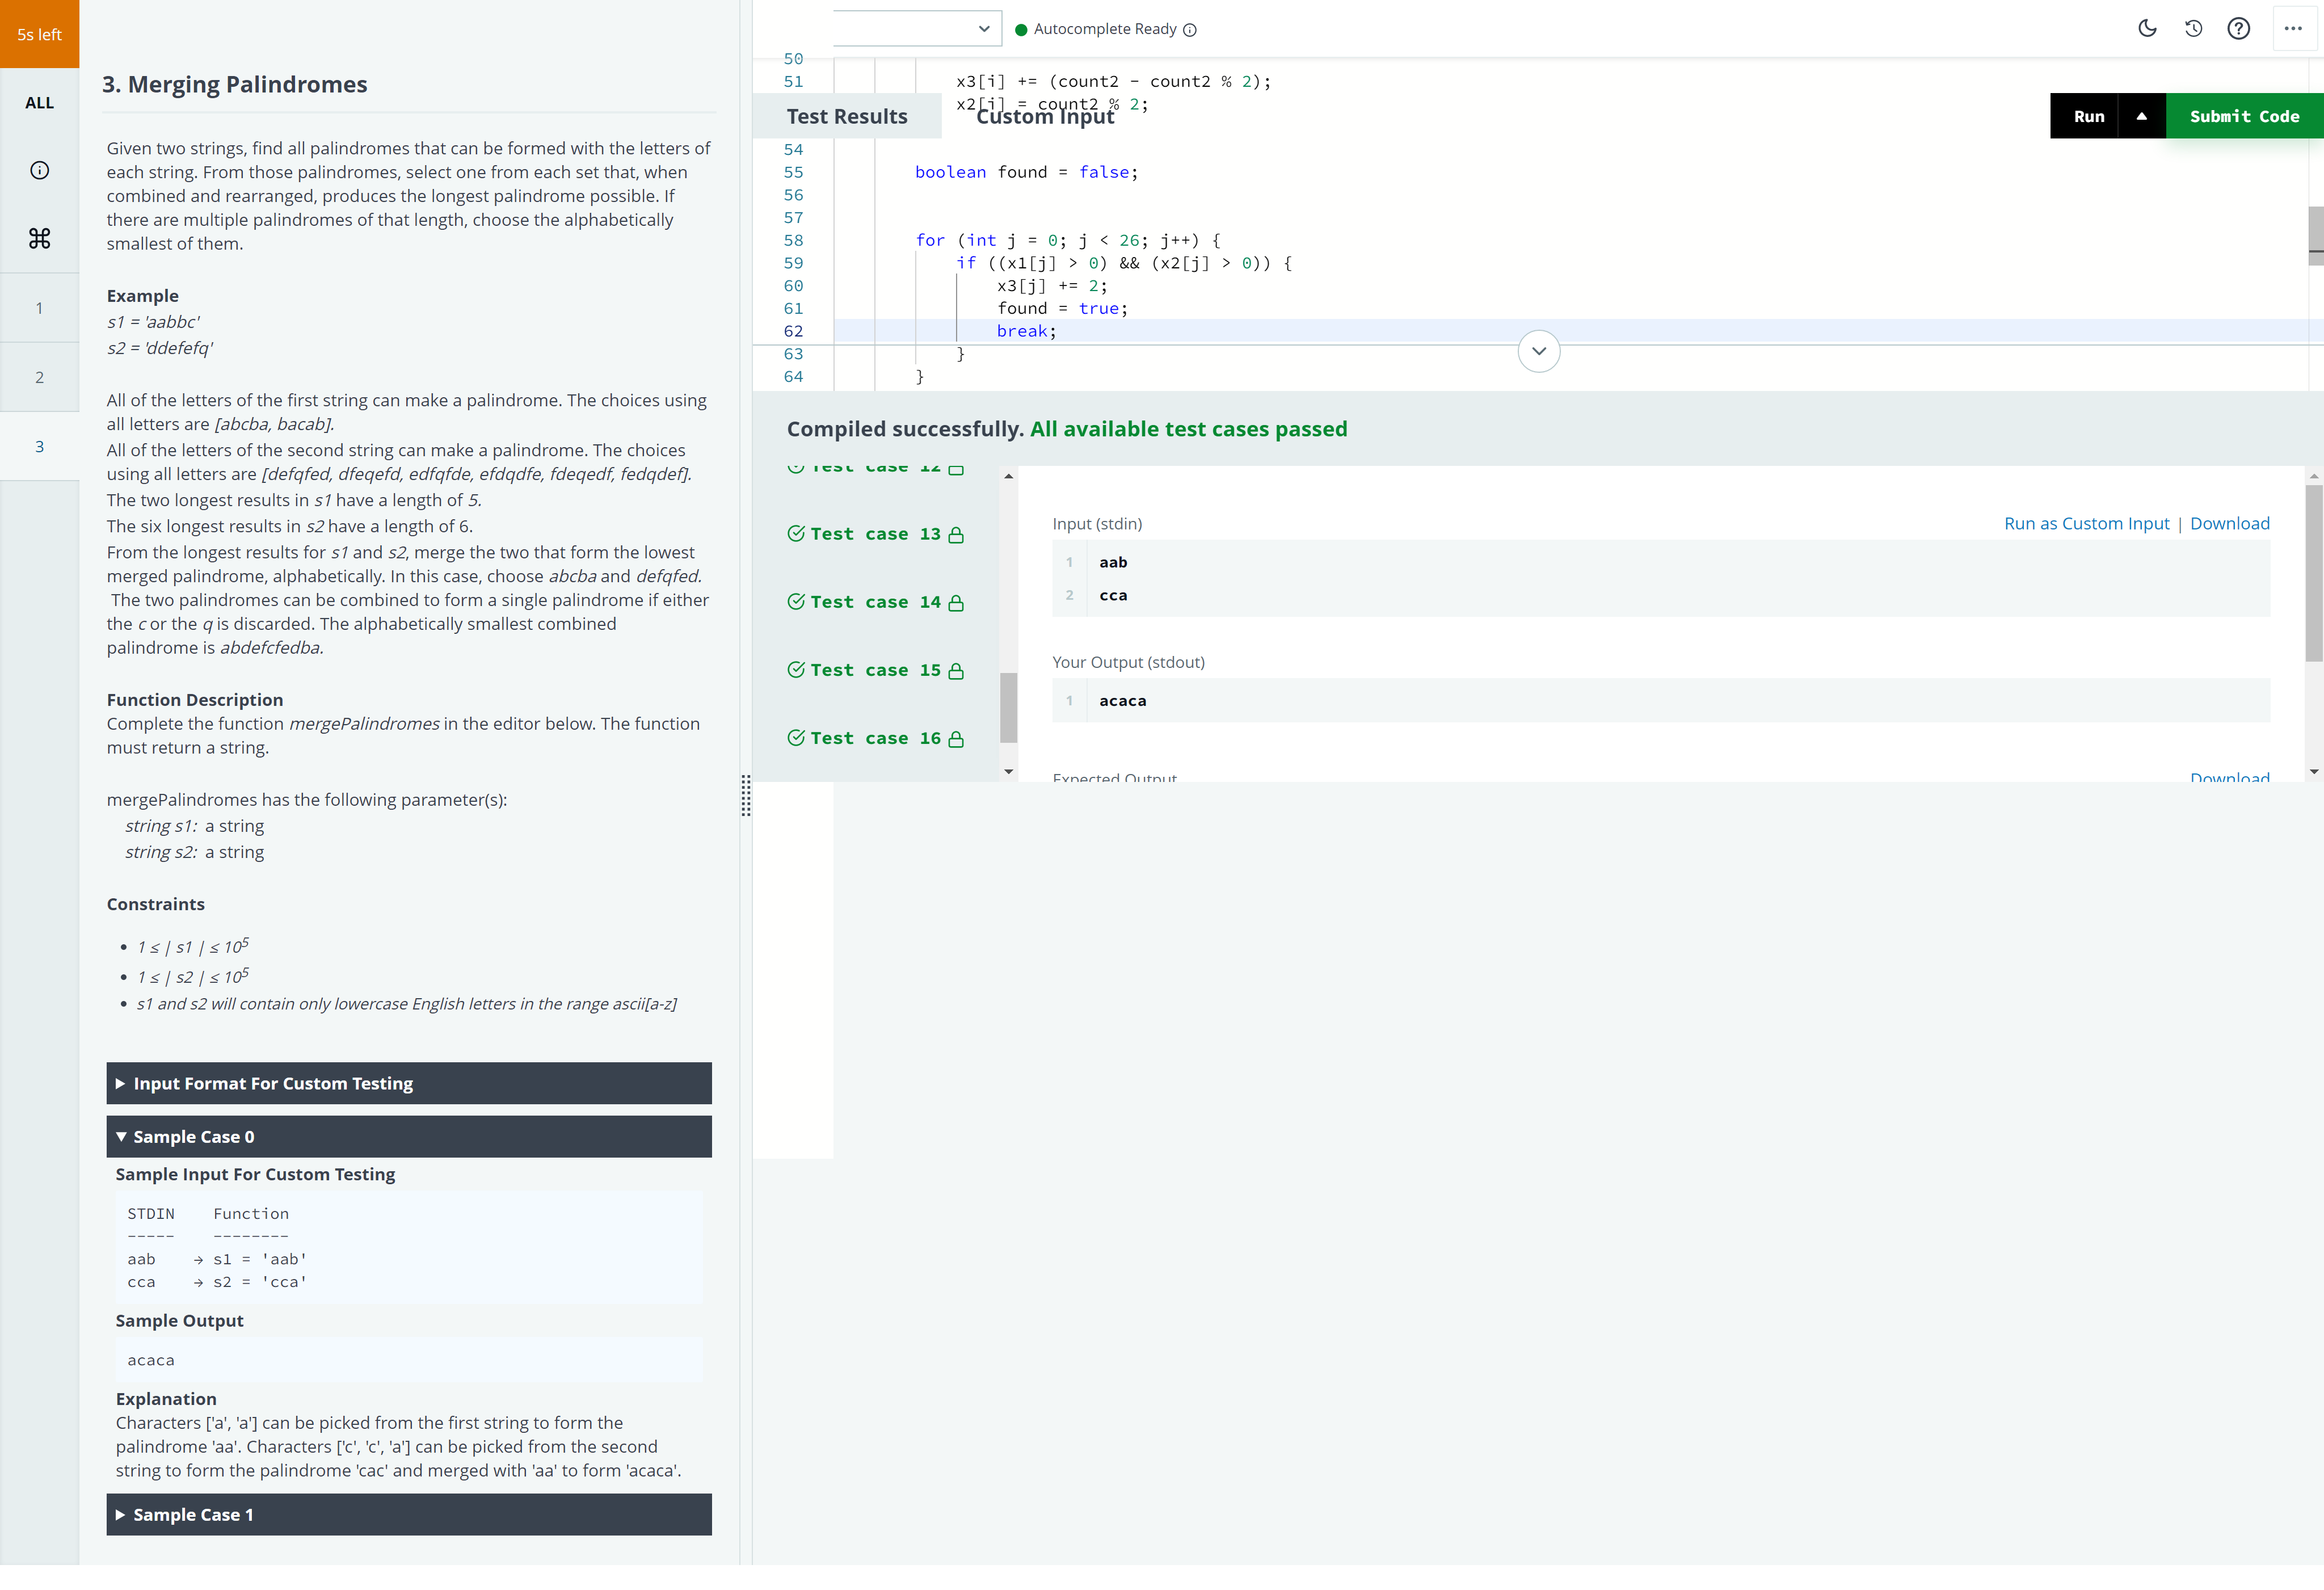 5s left
ALL
1
2
3
3. Merging Palindromes
Given two strings, find all palindromes that can be formed with the letters of
each string. From those palindromes, select one from each set that, when
combined and rearranged, produces the longest palindrome possible. If
there are multiple palindromes of that length, choose the alphabetically
smallest of them.
Example
s1 = 'aabbc'
s2 = 'ddefefq'
All of the letters of the first string can make a palindrome. The choices using
all letters are [abcba, bacab].
All of the letters of the second string can make a palindrome. The choices
using all letters are [defqfed, dfeqefd, edfqfde, efdqdfe, fdeqedf, fedqdef].
The two longest results in s1 have a length of 5.
The six longest results in s2 have a length of 6.
From the longest results for s1 and s2, merge the two that form the lowest
merged palindrome, alphabetically. In this case, choose abcba and defqfed.
The two palindromes can be combined to form a single palindrome if either
the c or the q is discarded. The alphabetically smallest combined
palindrome is abdefcfedba.
Function Description
Complete the function mergePalindromes in the editor below. The function
must return a string.
mergePalindromes has the following parameter(s):
string s1: a string
string s2: a string
Constraints
• 1 ≤ | s1 | ≤ 10^5
• 1 ≤ | s2 | ≤ 10^5
• s1 and s2 will contain only lowercase English letters in the range ascii[a-z]
Input Format For Custom Testing
Sample Case 0
Sample Input For Custom Testing
STDIN Function
----- --------
aab → s1 = 'aab'
cca → s2 = 'cca'
Sample Output
acaca
Explanation
Characters ['a', 'a'] can be picked from the first string to form the
palindrome 'aa'. Characters ['c', 'c', 'a'] can be picked from the second
string to form the palindrome 'cac' and merged with 'aa' to form 'acaca'.
Sample Case 1
Autocomplete Ready
50
51 x3[i] += (count2 - count2 % 2);
x2[i] = count2 % 2;
Test Results Custom Input Run Submit Code
54
55 boolean found = false;
56
57
58 for (int j = 0; j < 26; j++) {
59 if ((x1[j] > 0) && (x2[j] > 0)) {
60 x3[j] += 2;
61 found = true;
62 break;
63 }
64 }
Compiled successfully. All available test cases passed
Test case 12
Test case 13
Test case 14
Test case 15
Test case 16
Input (stdin) Run as Custom Input | Download
1 aab
2 cca
Your Output (stdout)
1 acaca
Expected Output Download